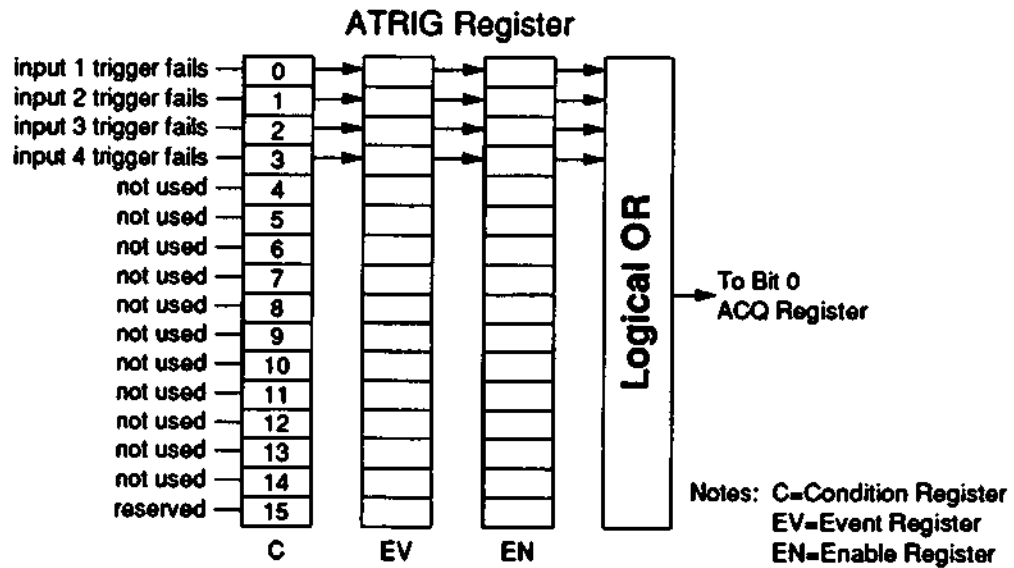 ATRIG Register
input 1 trigger fails 0
input 2 trigger fails 1
input 3 trigger fails 2
input 4 trigger fails 3
not used 4
not used 5
not used 6
not used 7
not used 8
not used 9
not used 10
not used 11
not used 12
not used 13
not used 14
reserved 15
C EV EN
Logical OR
To Bit 0
ACQ Register
Notes: C=Condition Register
EV=Event Register
EN=Enable Register